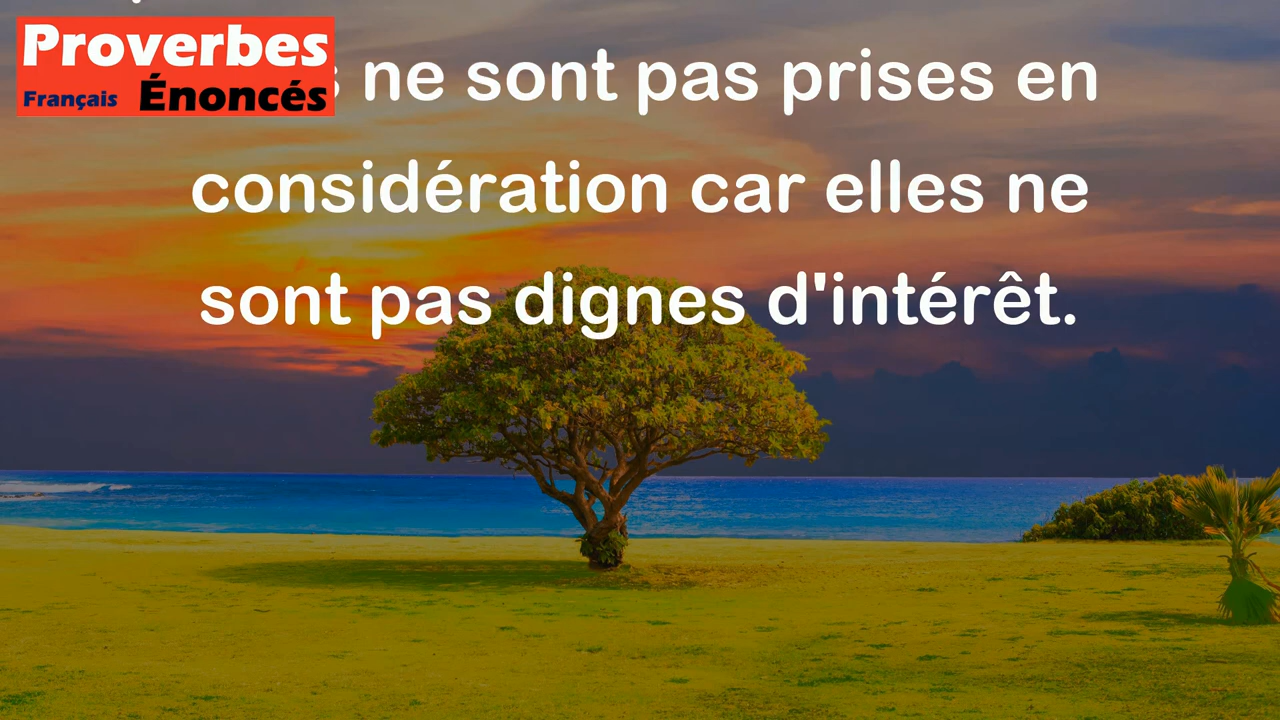 Proverbes
Français Énoncés
ne sont pas prises en
considération car elles ne
sont pas dignes d'intérêt.